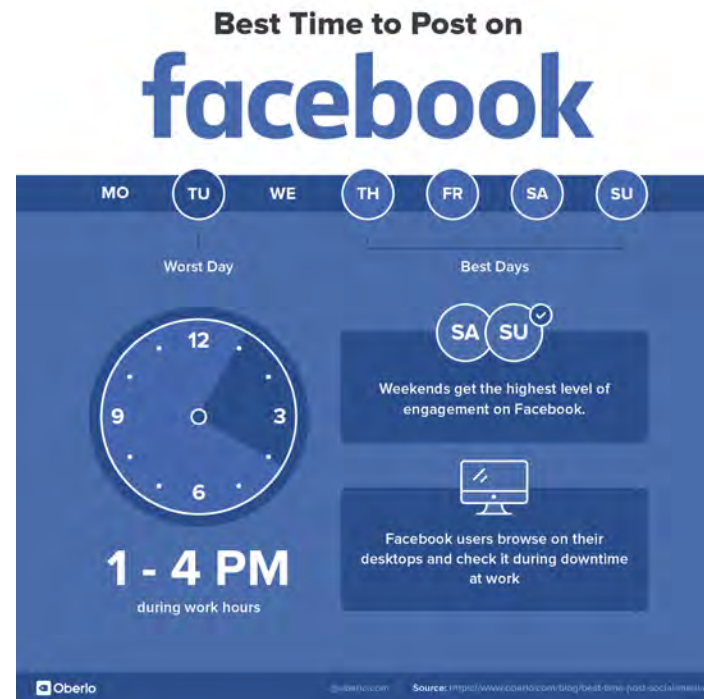 Best Time to Post on
facebook
MO TU WE TH FR SA SU
Worst Day
Best Days
12
3
6
9
1 - 4 PM
during work hours
SA SU
Weekends get the highest level of
engagement on Facebook.
Facebook users browse on their
desktops and check it during downtime
at work
Oberlo
Source: